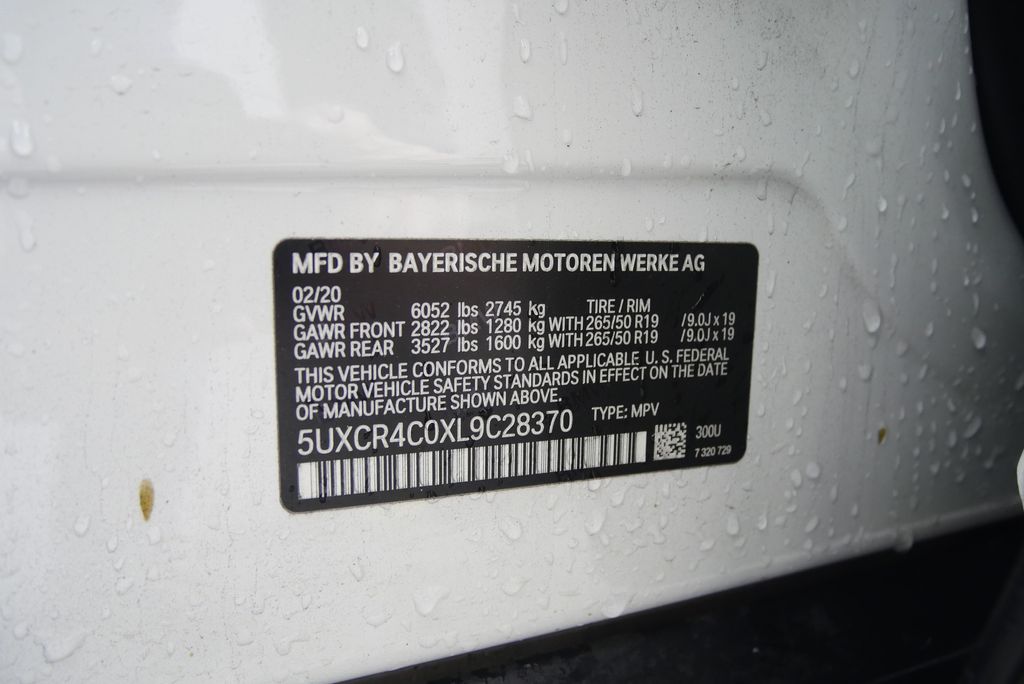 MFD BY BAYERISCHE MOTOREN WERKE AG
02/20
GVWR 6052 lbs 2745 kg TIRE / RIM
GAWR FRONT 2822 lbs 1280 kg WITH 265/50 R19 /9.0J x 19
GAWR REAR 3527 lbs 1600 kg WITH 265/50 R19 /9.0J x 19
THIS VEHICLE CONFORMS TO ALL APPLICABLE U. S. FEDERAL
MOTOR VEHICLE SAFETY STANDARDS IN EFFECT ON THE DATE
OF MANUFACTURE SHOWN ABOVE.
5UXCR4C0XL9C28370 TYPE: MPV
300U
7 320 729